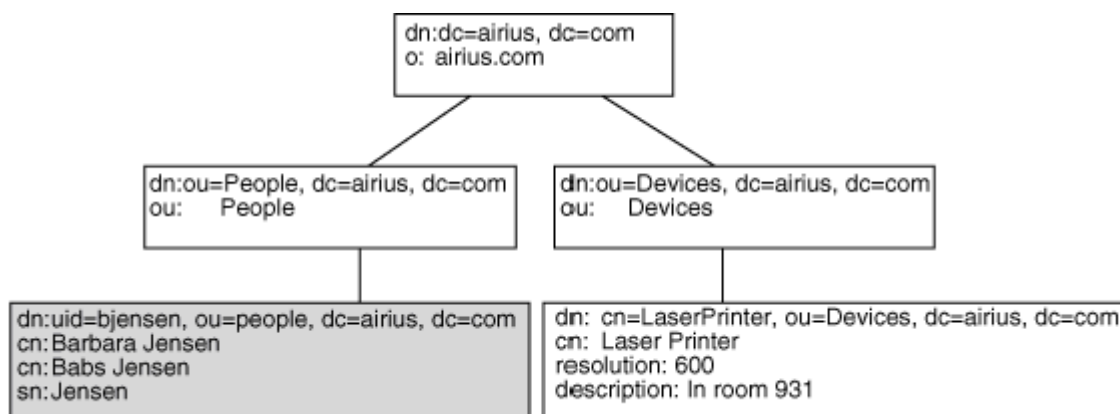 dn:dc=airius, dc=com
o: airius.com
dn:ou=People, dc=airius, dc=com
ou: People
dn:ou=Devices, dc=airius, dc=com
ou: Devices
dn:uid=bjensen, ou=people, dc=airius, dc=com
cn:Barbara Jensen
cn:Babs Jensen
sn:Jensen
dn: cn=LaserPrinter, ou=Devices, dc=airius, dc=com
cn: Laser Printer
resolution: 600
description: In room 931